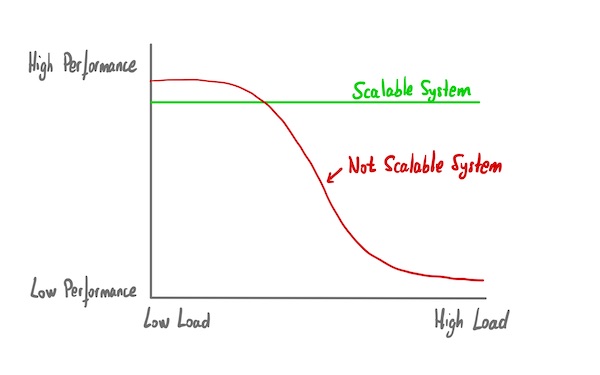 High Performance
Scalable System
Not Scalable System
Low Performance
Low Load
High Load